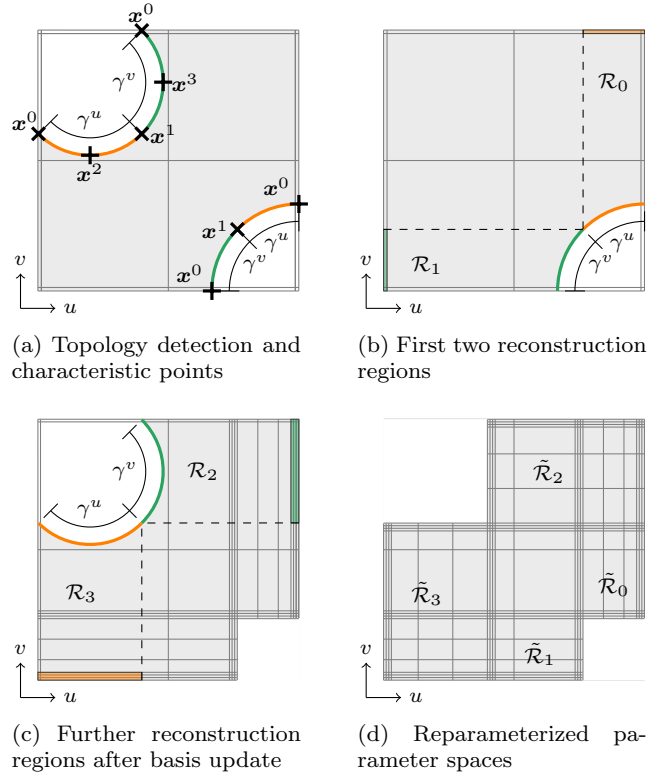 x⁰
γᵛ
x³
x⁰
γᵘ
x¹
x²
x⁰
x¹
γᵘ
γᵛ
x⁰
v
u
(a) Topology detection and
characteristic points
R₀
R₁
γᵘ
γᵛ
v
u
(b) First two reconstruction
regions
γᵛ
R₂
γᵘ
R₃
v
u
(c) Further reconstruction
regions after basis update
R̃₂
R̃₃
R̃₀
R̃₁
v
u
(d) Reparameterized pa-
rameter spaces